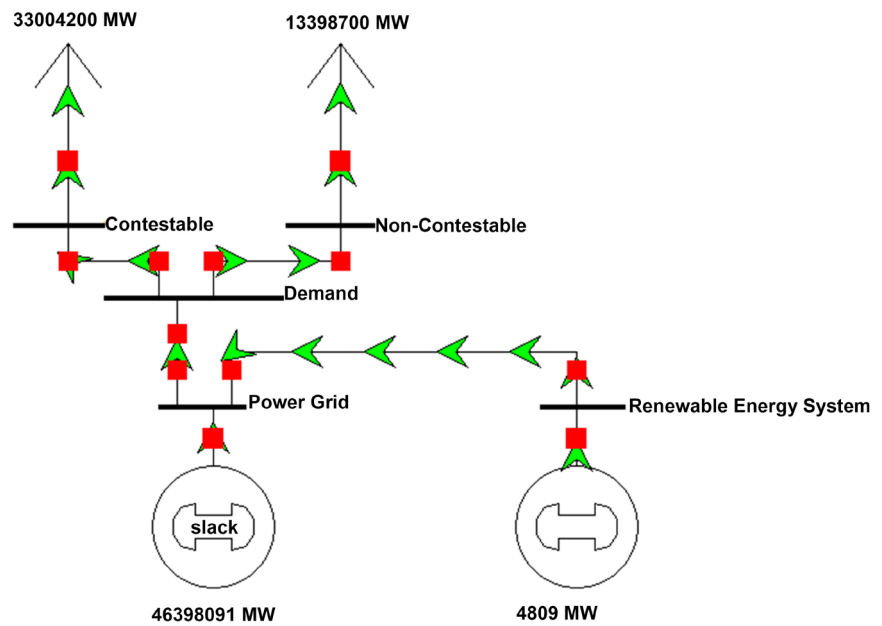 33004200 MW
13398700 MW
Contestable
Non-Contestable
Demand
Power Grid
Renewable Energy System
slack
46398091 MW
4809 MW